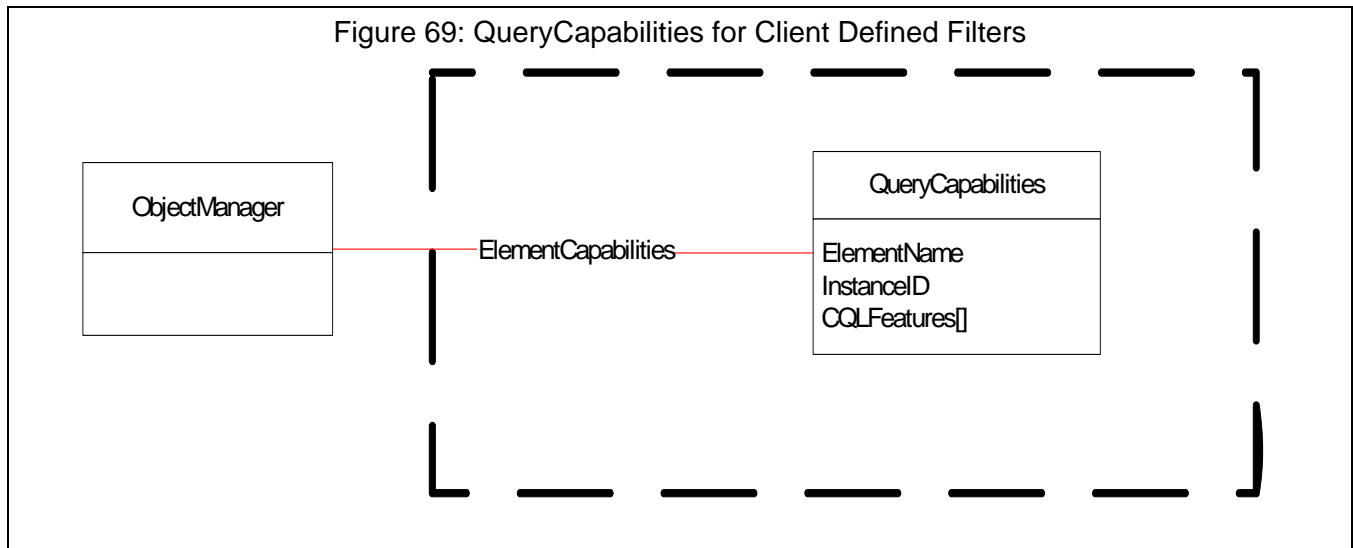 Figure 69: QueryCapabilities for Client Defined Filters
ObjectManager
ElementCapabilities
QueryCapabilities
ElementName
InstanceID
CQLFeatures[]